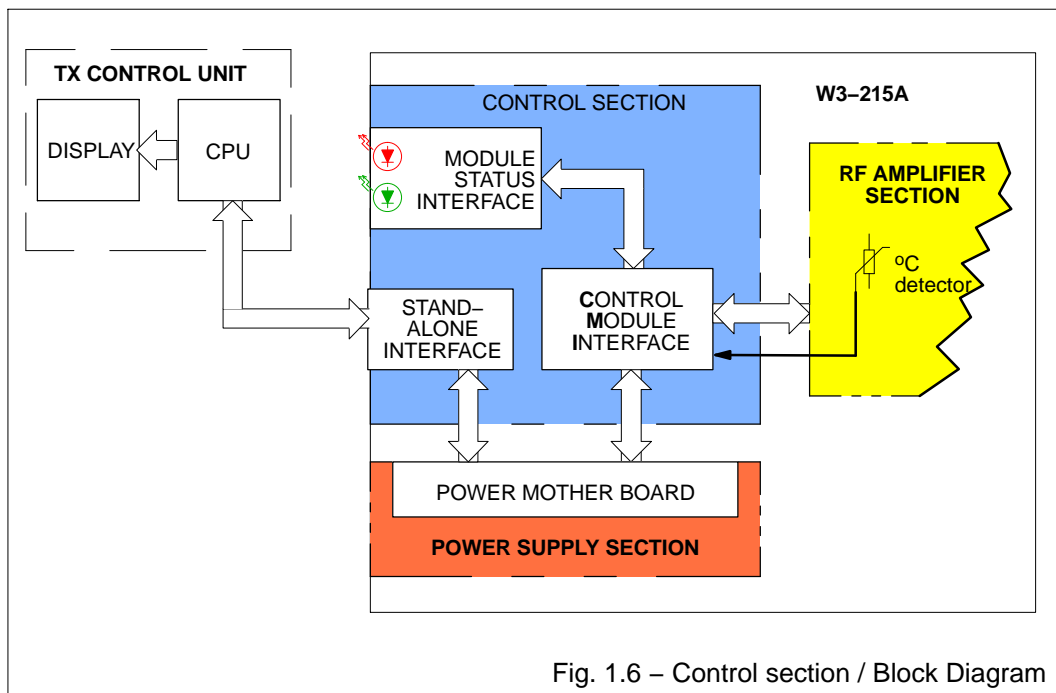 TX CONTROL UNIT
DISPLAY
CPU
CONTROL SECTION
MODULE
STATUS
INTERFACE
STAND–
ALONE
INTERFACE
CONTROL
MODULE
INTERFACE
W3–215A
RF AMPLIFIER
SECTION
ºC
detector
POWER MOTHER BOARD
POWER SUPPLY SECTION
Fig. 1.6 – Control section / Block Diagram